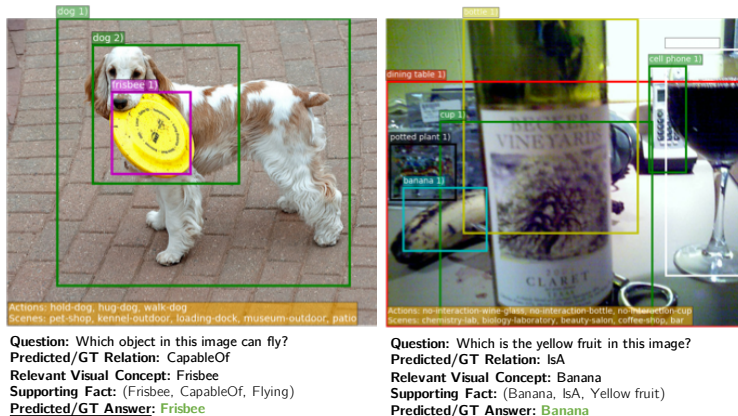 dog 1)
dog 2)
frisbee 1)
Actions: hold-dog, hug-dog, walk-dog
Scenes: pet-shop, kennel-outdoor, loading-dock, museum-outdoor, patio
Question: Which object in this image can fly?
Predicted/GT Relation: CapableOf
Relevant Visual Concept: Frisbee
Supporting Fact: (Frisbee, CapableOf, Flying)
Predicted/GT Answer: Frisbee
bottle 1)
cell phone 1)
dining table 1)
cup 1)
potted plant 1)
banana 1)
BECKER
VINEYARDS
CLARET
Actions: no-interaction-wine-glass, no-interaction-bottle, no-interaction-cup
Scenes: chemistry-lab, biology-laboratory, beauty-salon, coffee-shop, bar
Question: Which is the yellow fruit in this image?
Predicted/GT Relation: IsA
Relevant Visual Concept: Banana
Supporting Fact: (Banana, IsA, Yellow fruit)
Predicted/GT Answer: Banana